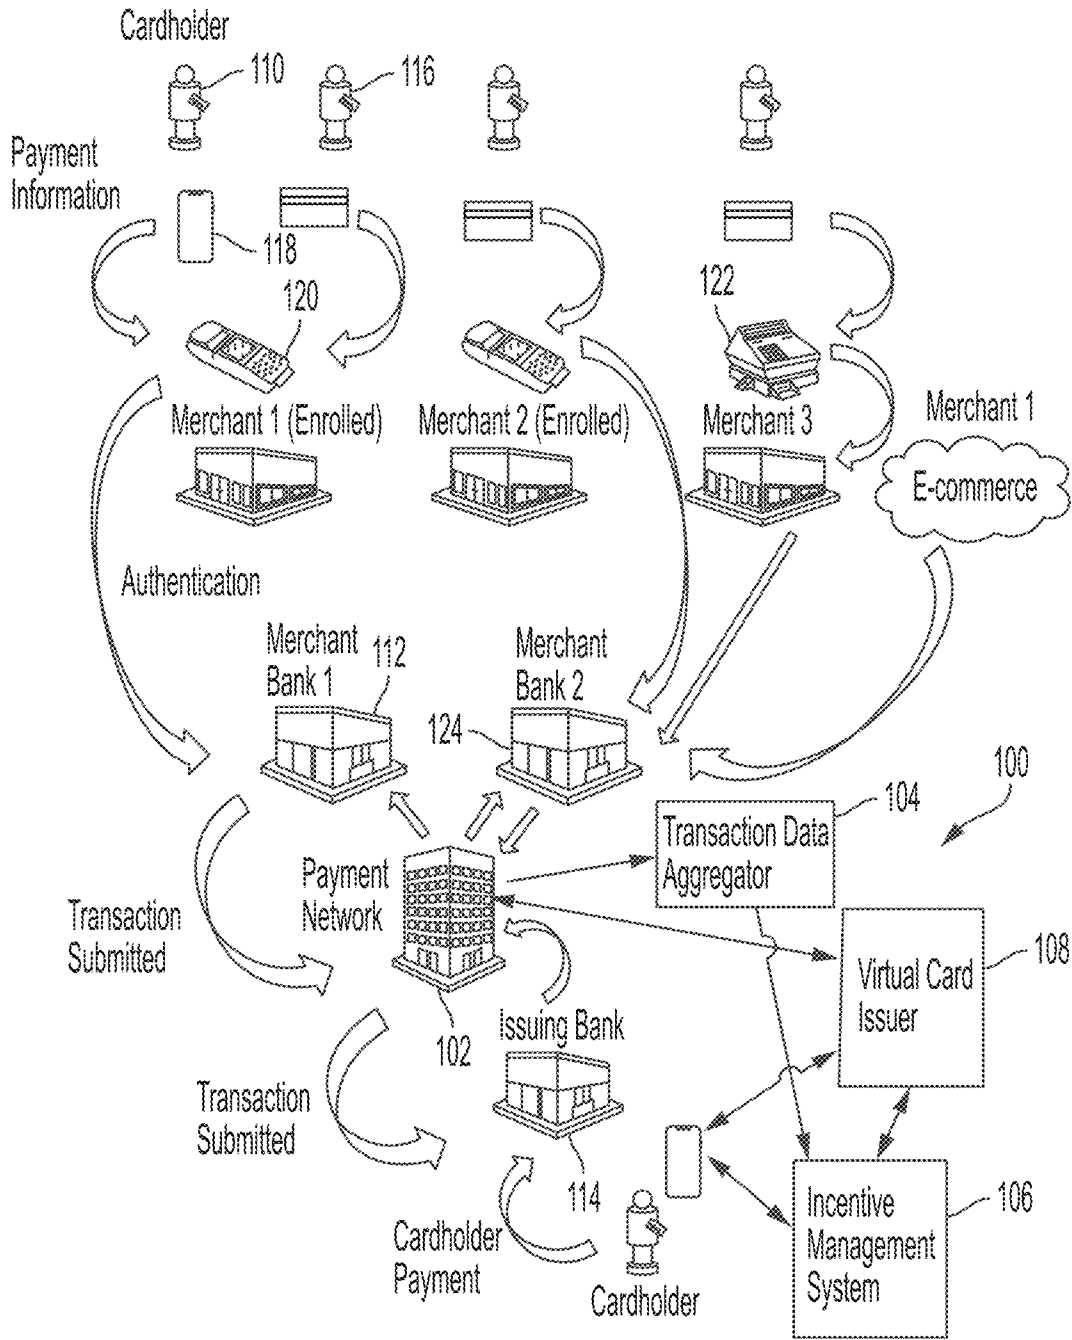 Cardholder
110
116
Payment
Information
118
120
122
Merchant 1 (Enrolled)
Merchant 2 (Enrolled)
Merchant 3
Merchant 1
E-commerce
Authentication
Merchant
Bank 1
112
Merchant
Bank 2
124
100
104
Transaction Data
Aggregator
Payment
Network
Transaction
Submitted
108
Virtual Card
Issuer
102
Issuing Bank
Transaction
Submitted
114
106
Incentive
Management
System
Cardholder
Payment
Cardholder